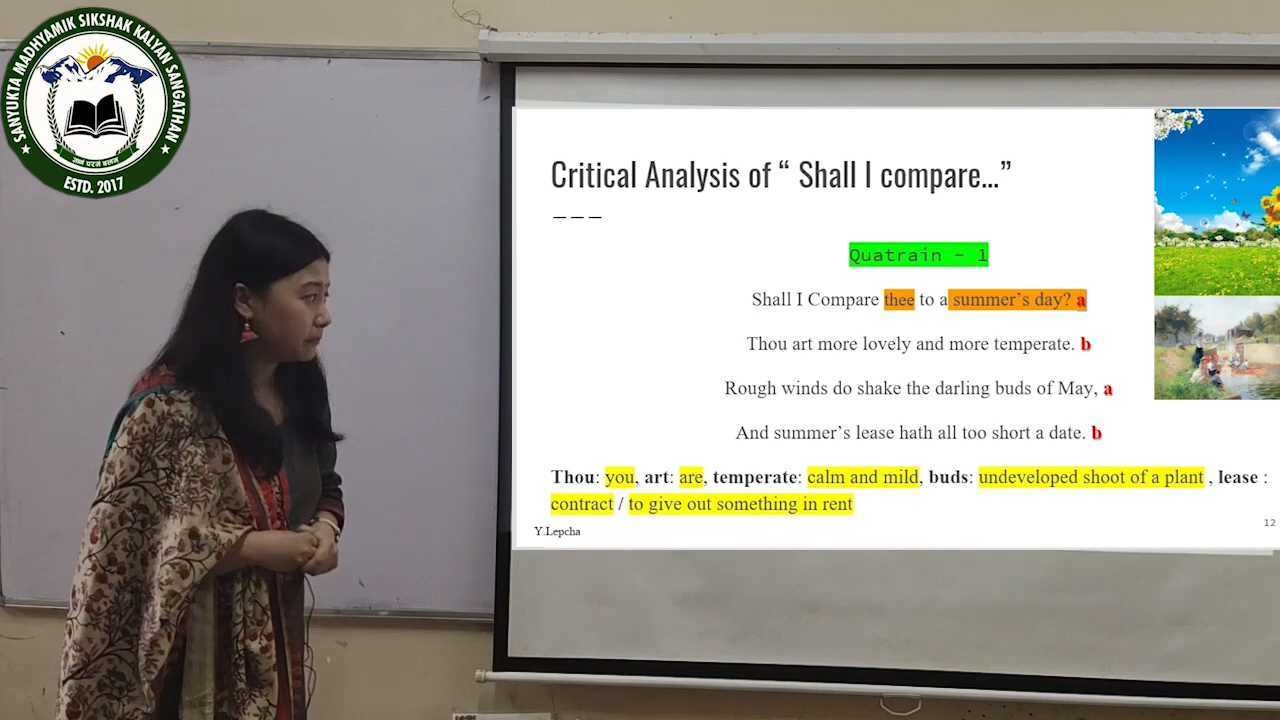 SANYUKTA MADHYAMIK SIKSHAK KALYAN SANGATHAN
ESTD. 2017
Critical Analysis of “ Shall I compare...”
Quatrain - 1
Shall I Compare thee to a summer’s day? a
Thou art more lovely and more temperate. b
Rough winds do shake the darling buds of May, a
And summer’s lease hath all too short a date. b
Thou: you, art: are, temperate: calm and mild, buds: undeveloped shoot of a plant , lease :
contract / to give out something in rent
Y.Lepcha
12